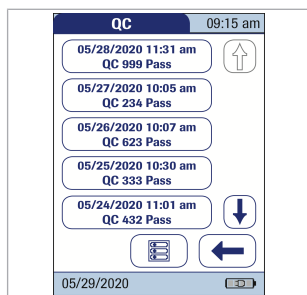 QC 09:15 am
05/28/2020 11:31 am
QC 999 Pass
05/27/2020 10:05 am
QC 234 Pass
05/26/2020 10:07 am
QC 623 Pass
05/25/2020 10:30 am
QC 333 Pass
05/24/2020 11:01 am
QC 432 Pass
05/29/2020